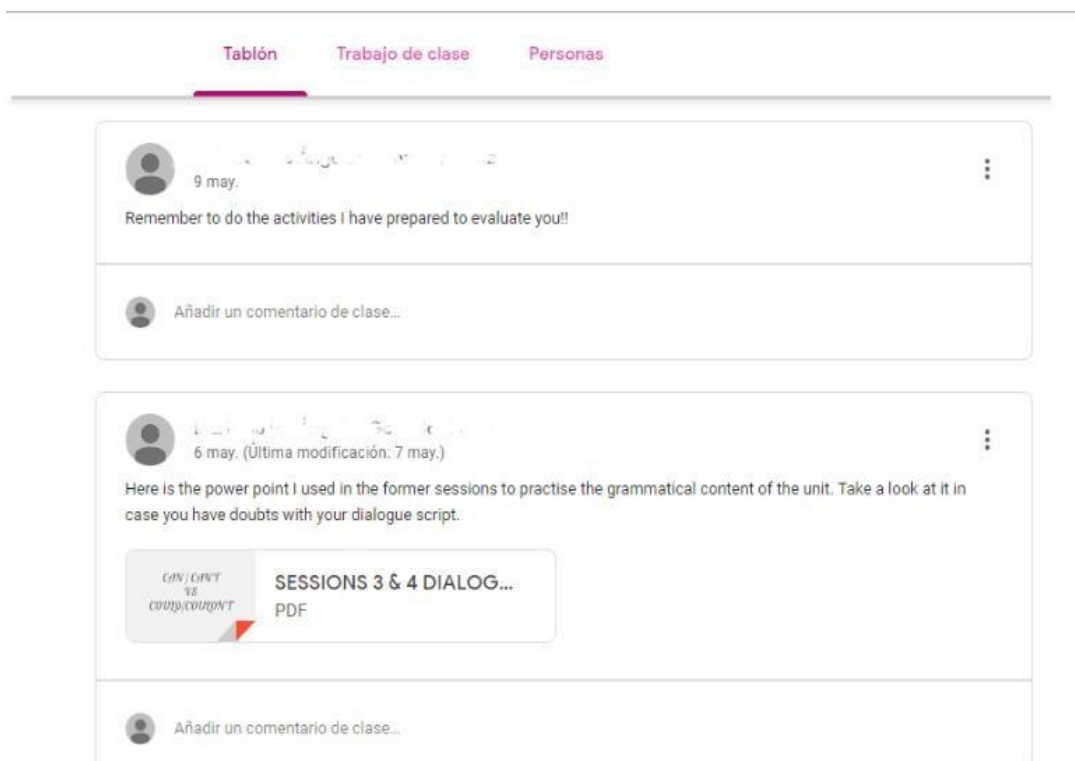 Tablón Trabajo de clase Personas
9 may.
Remember to do the activities I have prepared to evaluate you!!
Añadir un comentario de clase...
6 may. (Última modificación: 7 may.)
Here is the power point I used in the former sessions to practise the grammatical content of the unit. Take a look at it in
case you have doubts with your dialogue script.
CAN / CAN'T
VS
COULD/COULDN'T
SESSIONS 3 & 4 DIALOG...
PDF
Añadir un comentario de clase...